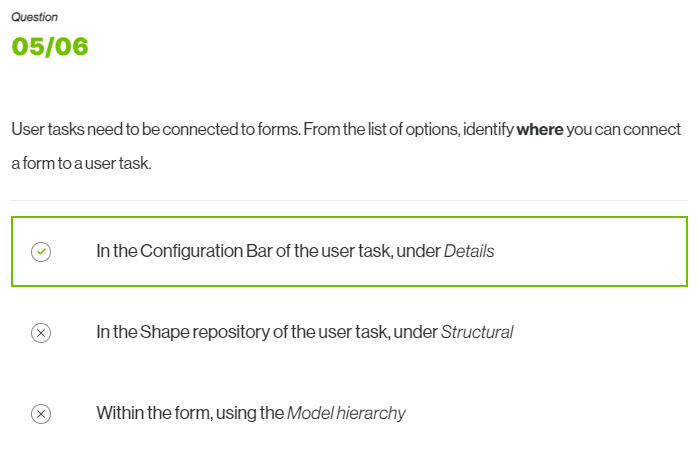 Question
05/06
User tasks need to be connected to forms. From the list of options, identify where you can connect
a form to a user task.
In the Configuration Bar of the user task, under Details
In the Shape repository of the user task, under Structural
Within the form, using the Model hierarchy